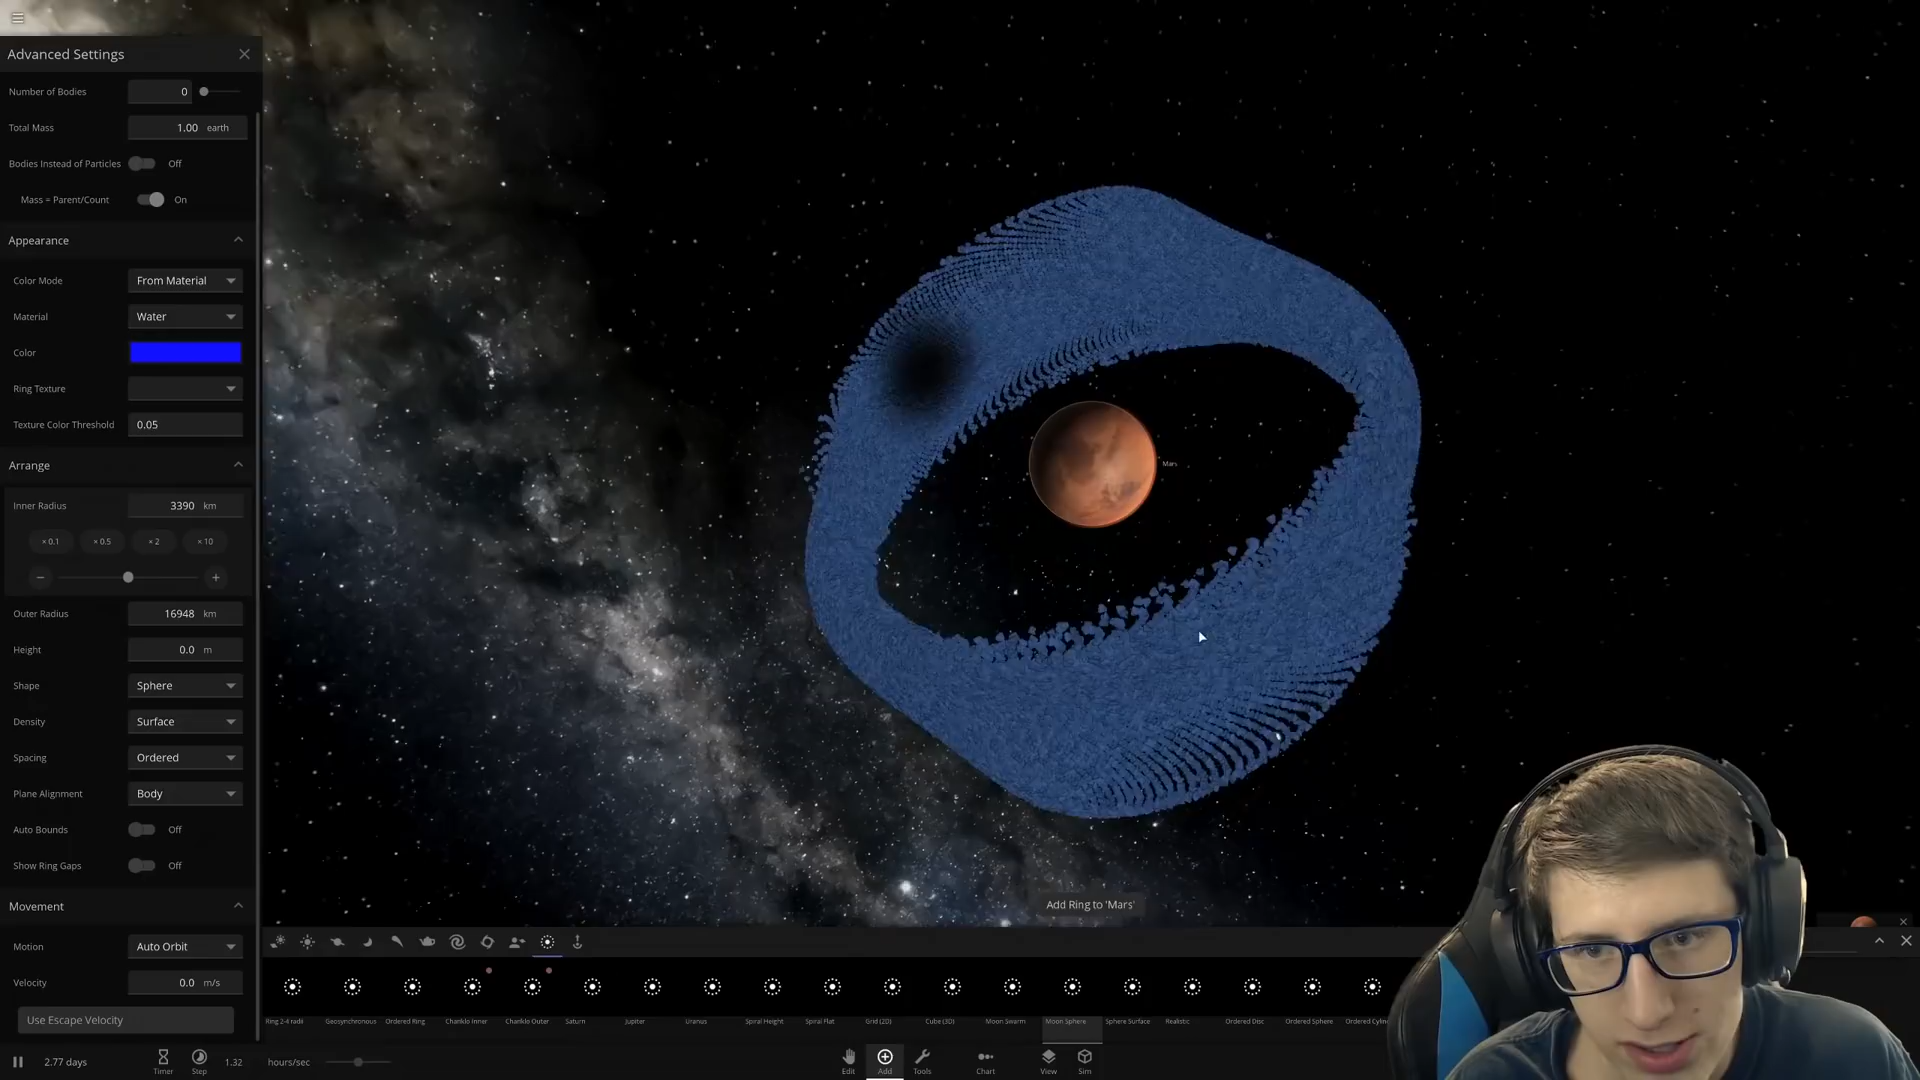 Advanced Settings
Number of Bodies 0
Total Mass 1.00 earth
Bodies Instead of Particles Off
Mass = Parent/Count On
Appearance
Color Mode From Material
Material Water
Color
Ring Texture
Texture Color Threshold 0.05
Arrange
Inner Radius 3390 km
× 0.1 × 0.5 × 2 × 10
Outer Radius 16948 km
Height 0.0 m
Shape Sphere
Density Surface
Spacing Ordered
Plane Alignment Body
Auto Bounds Off
Show Ring Gaps Off
Movement
Motion Auto Orbit
Velocity 0.0 m/s
Use Escape Velocity
Mars
Add Ring to 'Mars'
Ring 2-4 radii Geosynchronous Ordered Ring Chariklo Inner Chariklo Outer Saturn Jupiter Uranus Spiral Height Spiral Flat Grid (2D) Cube (3D) Moon Swarm Moon Sphere Sphere Surface Realistic Ordered Disc Ordered Sphere Ordered Cylin
2.77 days Timer Step 1.32 hours/sec Edit Add Tools Chart View Sim